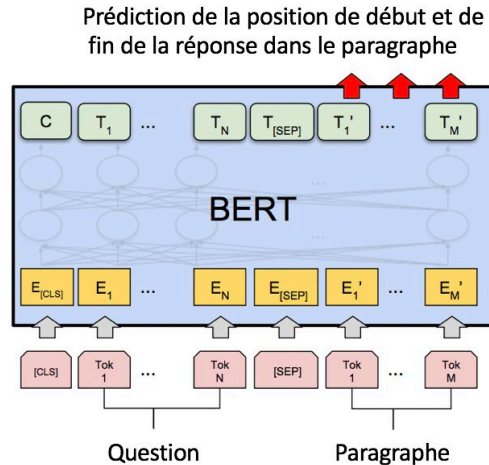 Prédiction de la position de début et de
fin de la réponse dans le paragraphe
C T1 ... TN T[SEP] T1' ... TM'
BERT
E[CLS] E1 ... EN E[SEP] E1' ... EM'
[CLS] Tok 1 ... Tok N [SEP] Tok 1 ... Tok M
Question Paragraphe